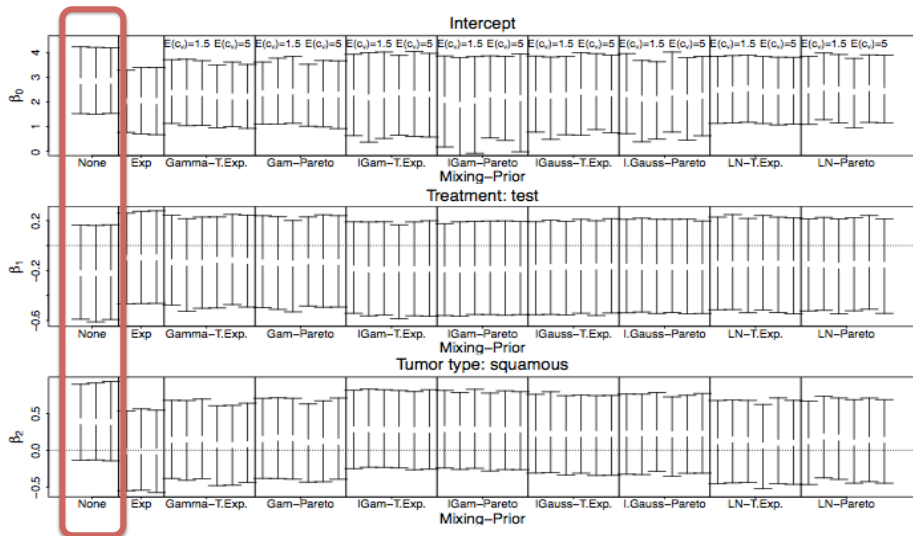 Intercept
E(cᵥ)=1.5 E(cᵥ)=5 E(cᵥ)=1.5 E(cᵥ)=5 E(cᵥ)=1.5 E(cᵥ)=5 E(cᵥ)=1.5 E(cᵥ)=5 E(cᵥ)=1.5 E(cᵥ)=5 E(cᵥ)=1.5 E(cᵥ)=5 E(cᵥ)=1.5 E(cᵥ)=5 E(cᵥ)=1.5 E(cᵥ)=5
4
3
β₀
2
1
0
None Exp Gamma−T.Exp. Gam−Pareto IGam−T.Exp. IGam−Pareto IGauss−T.Exp. I.Gauss−Pareto LN−T.Exp. LN−Pareto
Mixing−Prior
Treatment: test
0.2
β₁
−0.2
−0.6
None Exp Gamma−T.Exp. Gam−Pareto IGam−T.Exp. IGam−Pareto IGauss−T.Exp. I.Gauss−Pareto LN−T.Exp. LN−Pareto
Mixing−Prior
Tumor type: squamous
0.5
β₂
0.0
−0.5
None Exp Gamma−T.Exp. Gam−Pareto IGam−T.Exp. IGam−Pareto IGauss−T.Exp. I.Gauss−Pareto LN−T.Exp. LN−Pareto
Mixing−Prior